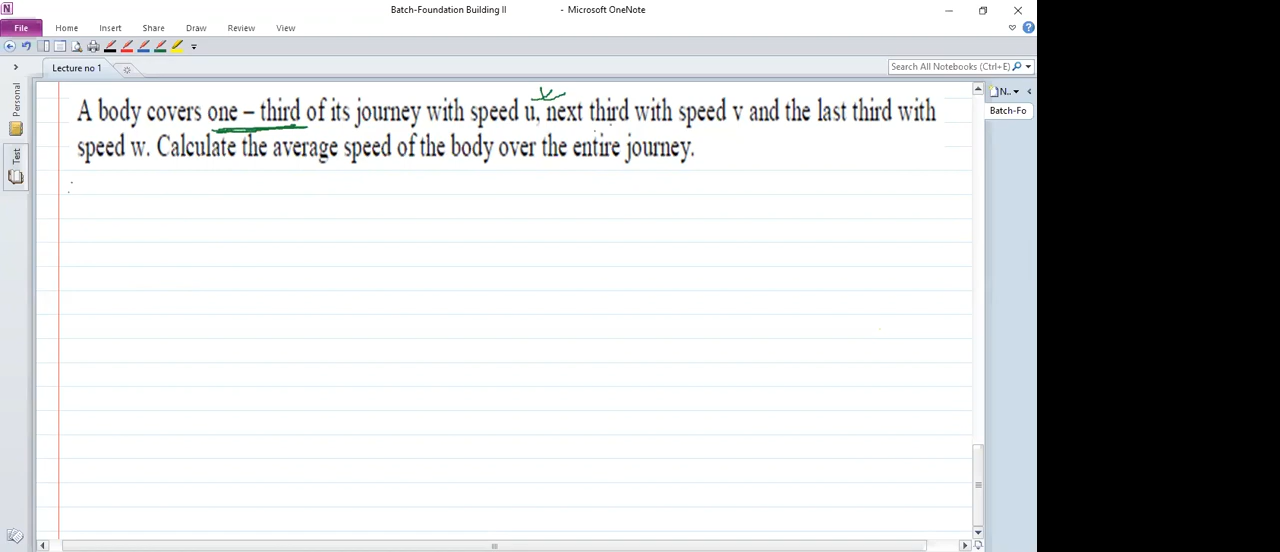 Batch-Foundation Building II - Microsoft OneNote
File Home Insert Share Draw Review View
Lecture no 1
Search All Notebooks (Ctrl+E)
Personal
Test
N..
Batch-Fo
A body covers one – third of its journey with speed u, next third with speed v and the last third with
speed w. Calculate the average speed of the body over the entire journey.